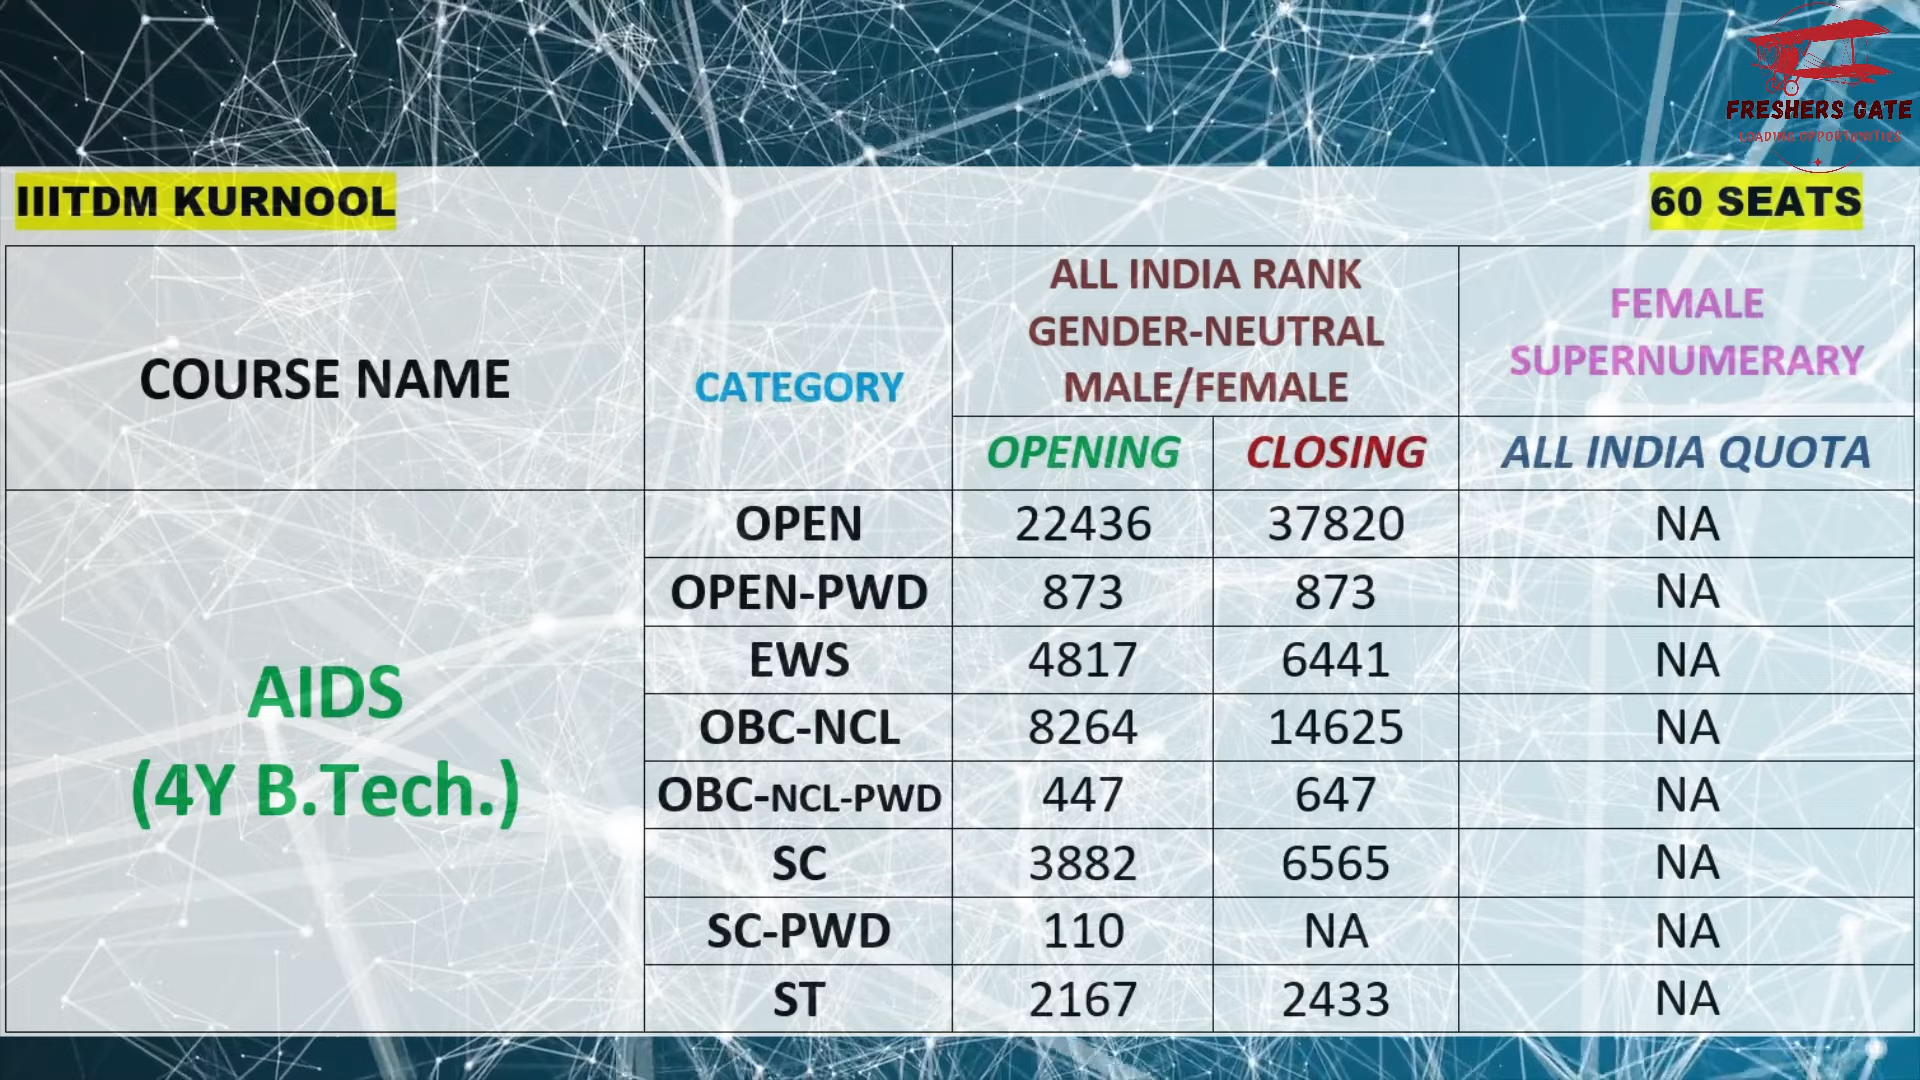 FRESHERS GATE
LOADING OPPORTUNITIES
IIITDM KURNOOL
60 SEATS
COURSE NAME
CATEGORY
ALL INDIA RANK
GENDER-NEUTRAL
MALE/FEMALE
FEMALE
SUPERNUMERARY
OPENING CLOSING ALL INDIA QUOTA
AIDS
(4Y B.Tech.)
OPEN 22436 37820 NA
OPEN-PWD 873 873 NA
EWS 4817 6441 NA
OBC-NCL 8264 14625 NA
OBC-NCL-PWD 447 647 NA
SC 3882 6565 NA
SC-PWD 110 NA NA
ST 2167 2433 NA